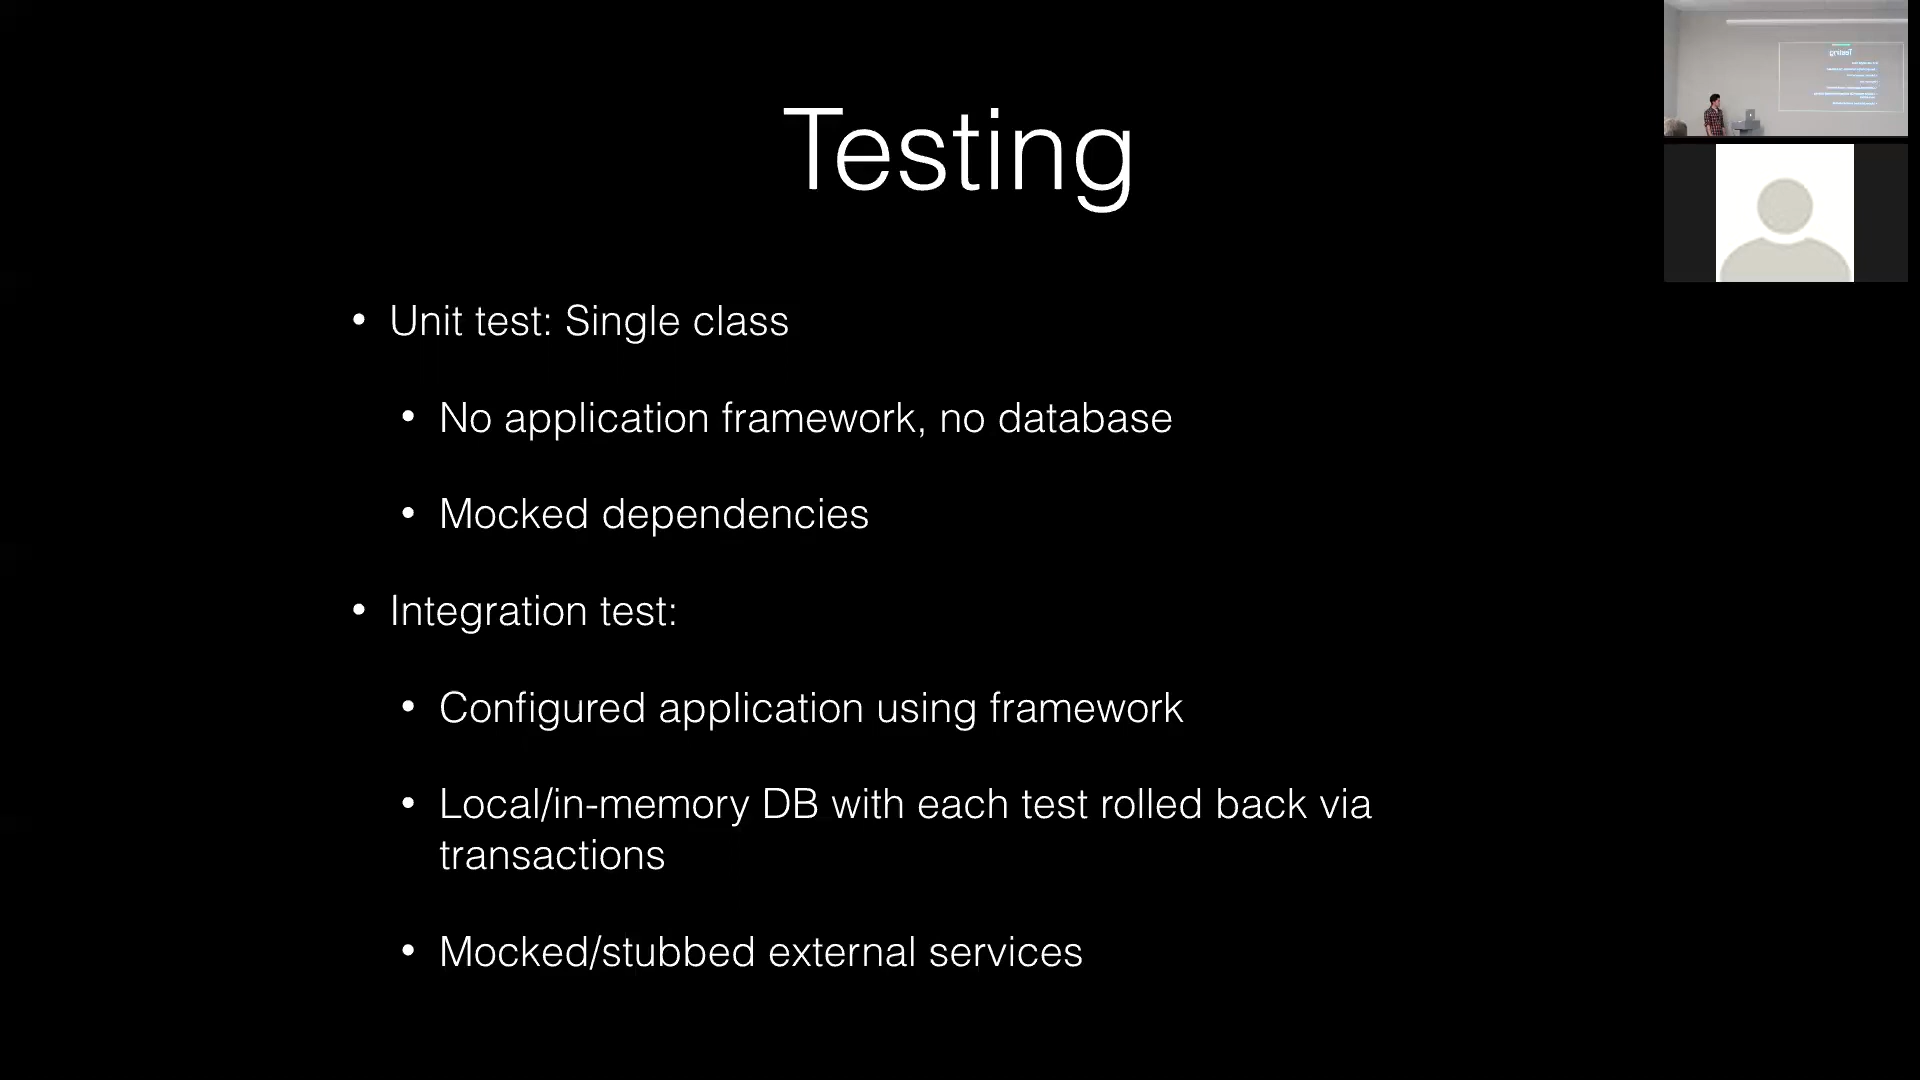 Testing
• Unit test: Single class
• No application framework, no database
• Mocked dependencies
• Integration test:
• Configured application using framework
• Local/in-memory DB with each test rolled back via
transactions
• Mocked/stubbed external services
Testing